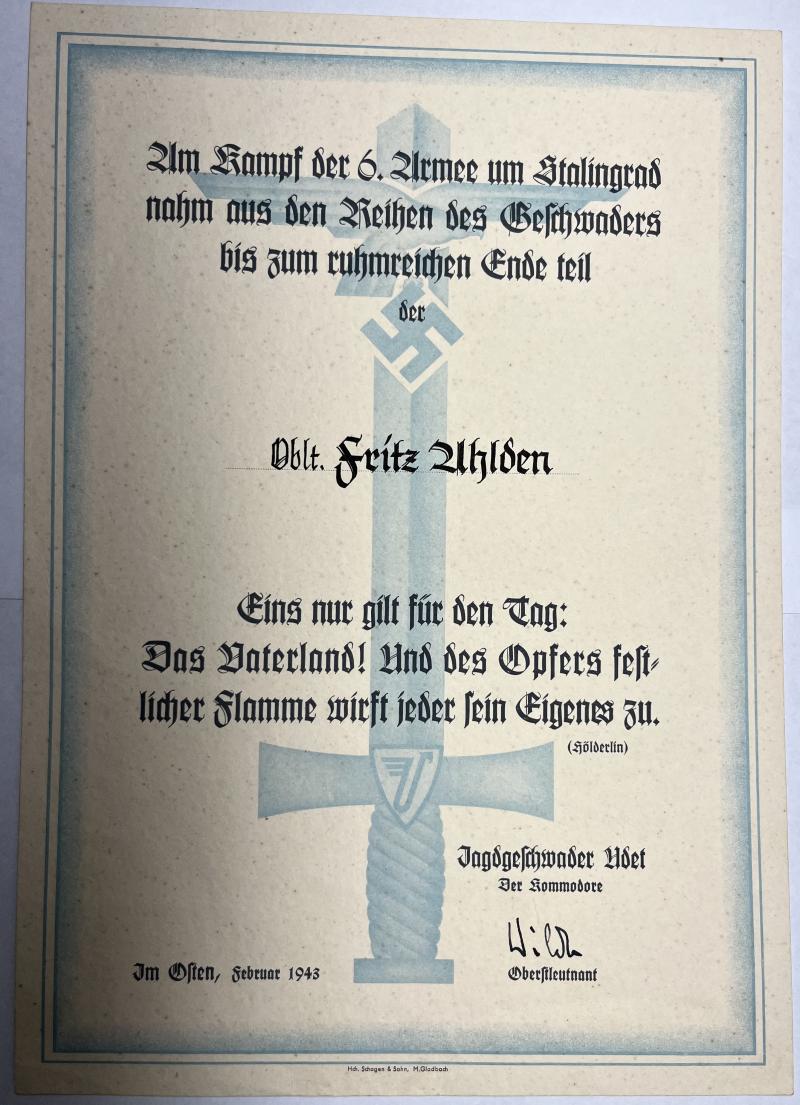 Am Kampf der 6. Armee um Stalingrad
nahm aus den Reihen des Geschwaders
bis zum ruhmreichen Ende teil
der
Oblt. Fritz Uhlden
Eins nur gilt für den Tag:
Das Vaterland! Und des Opfers fest-
licher Flamme wirft jeder sein Eigenes zu.
(Hölderlin)
U
Jagdgeschwader Udet
Der Kommodore
Wilcke
Oberstleutnant
Im Osten, Februar 1943
Hch. Schagen & Sohn, M.Gladbach